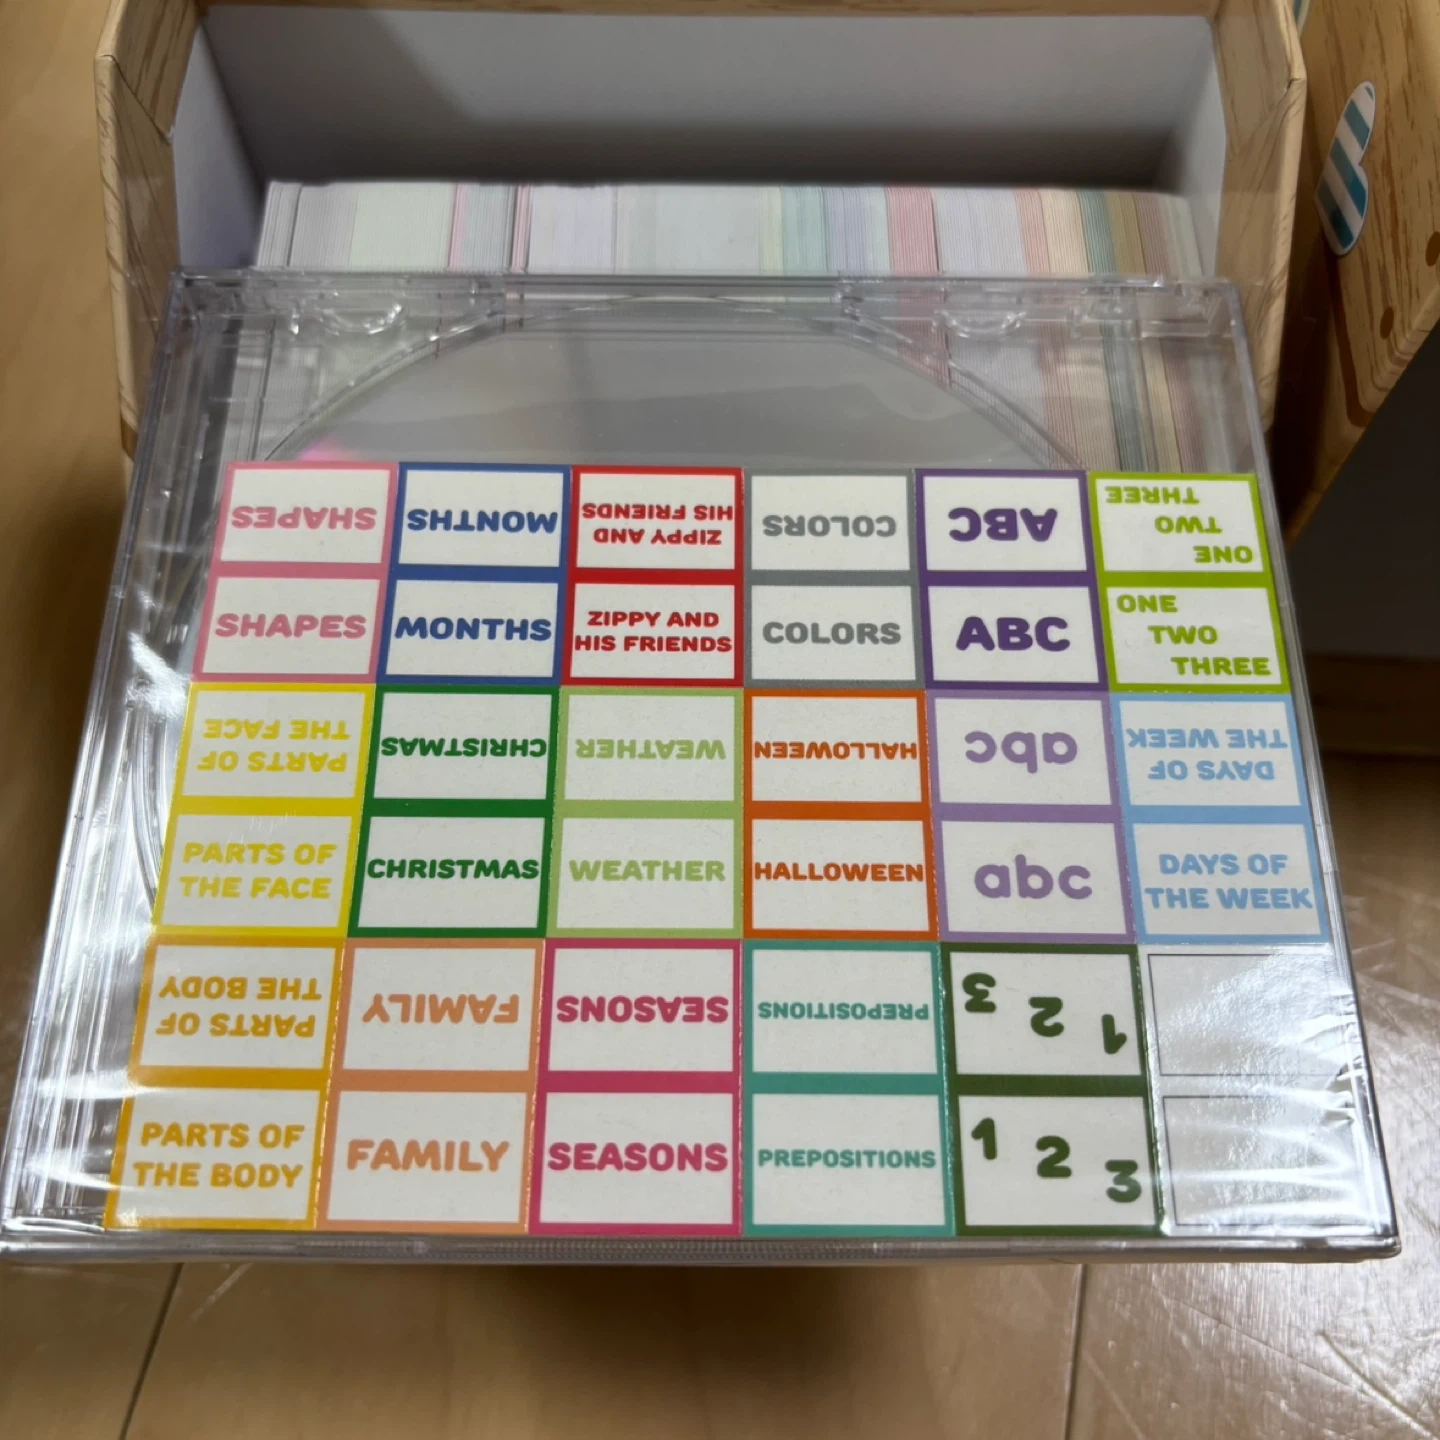 SHAPES
MONTHS
ZIPPY AND
HIS FRIENDS
COLORS
ABC
ONE
TWO
THREE
SHAPES
MONTHS
ZIPPY AND
HIS FRIENDS
COLORS
ABC
ONE
TWO
THREE
PARTS OF
THE FACE
CHRISTMAS
WEATHER
HALLOWEEN
abc
DAYS OF
THE WEEK
PARTS OF
THE FACE
CHRISTMAS
WEATHER
HALLOWEEN
abc
DAYS OF
THE WEEK
PARTS OF
THE BODY
FAMILY
SEASONS
PREPOSITIONS
1 2 3
PARTS OF
THE BODY
FAMILY
SEASONS
PREPOSITIONS
1 2 3